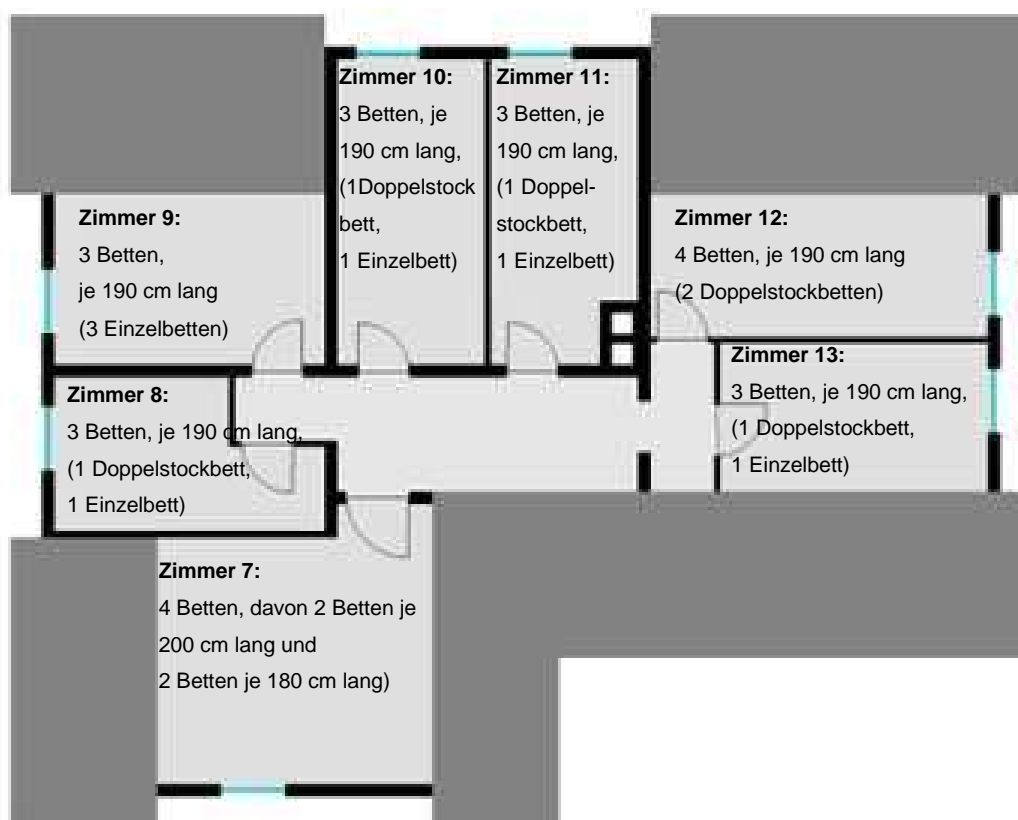 Zimmer 10:
3 Betten, je
190 cm lang,
(1Doppelstock
bett,
1 Einzelbett)
Zimmer 11:
3 Betten, je
190 cm lang,
(1 Doppel-
stockbett,
1 Einzelbett)
Zimmer 9:
3 Betten,
je 190 cm lang
(3 Einzelbetten)
Zimmer 12:
4 Betten, je 190 cm lang
(2 Doppelstockbetten)
Zimmer 13:
3 Betten, je 190 cm lang,
(1 Doppelstockbett,
1 Einzelbett)
Zimmer 8:
3 Betten, je 190 cm lang,
(1 Doppelstockbett,
1 Einzelbett)
Zimmer 7:
4 Betten, davon 2 Betten je
200 cm lang und
2 Betten je 180 cm lang)